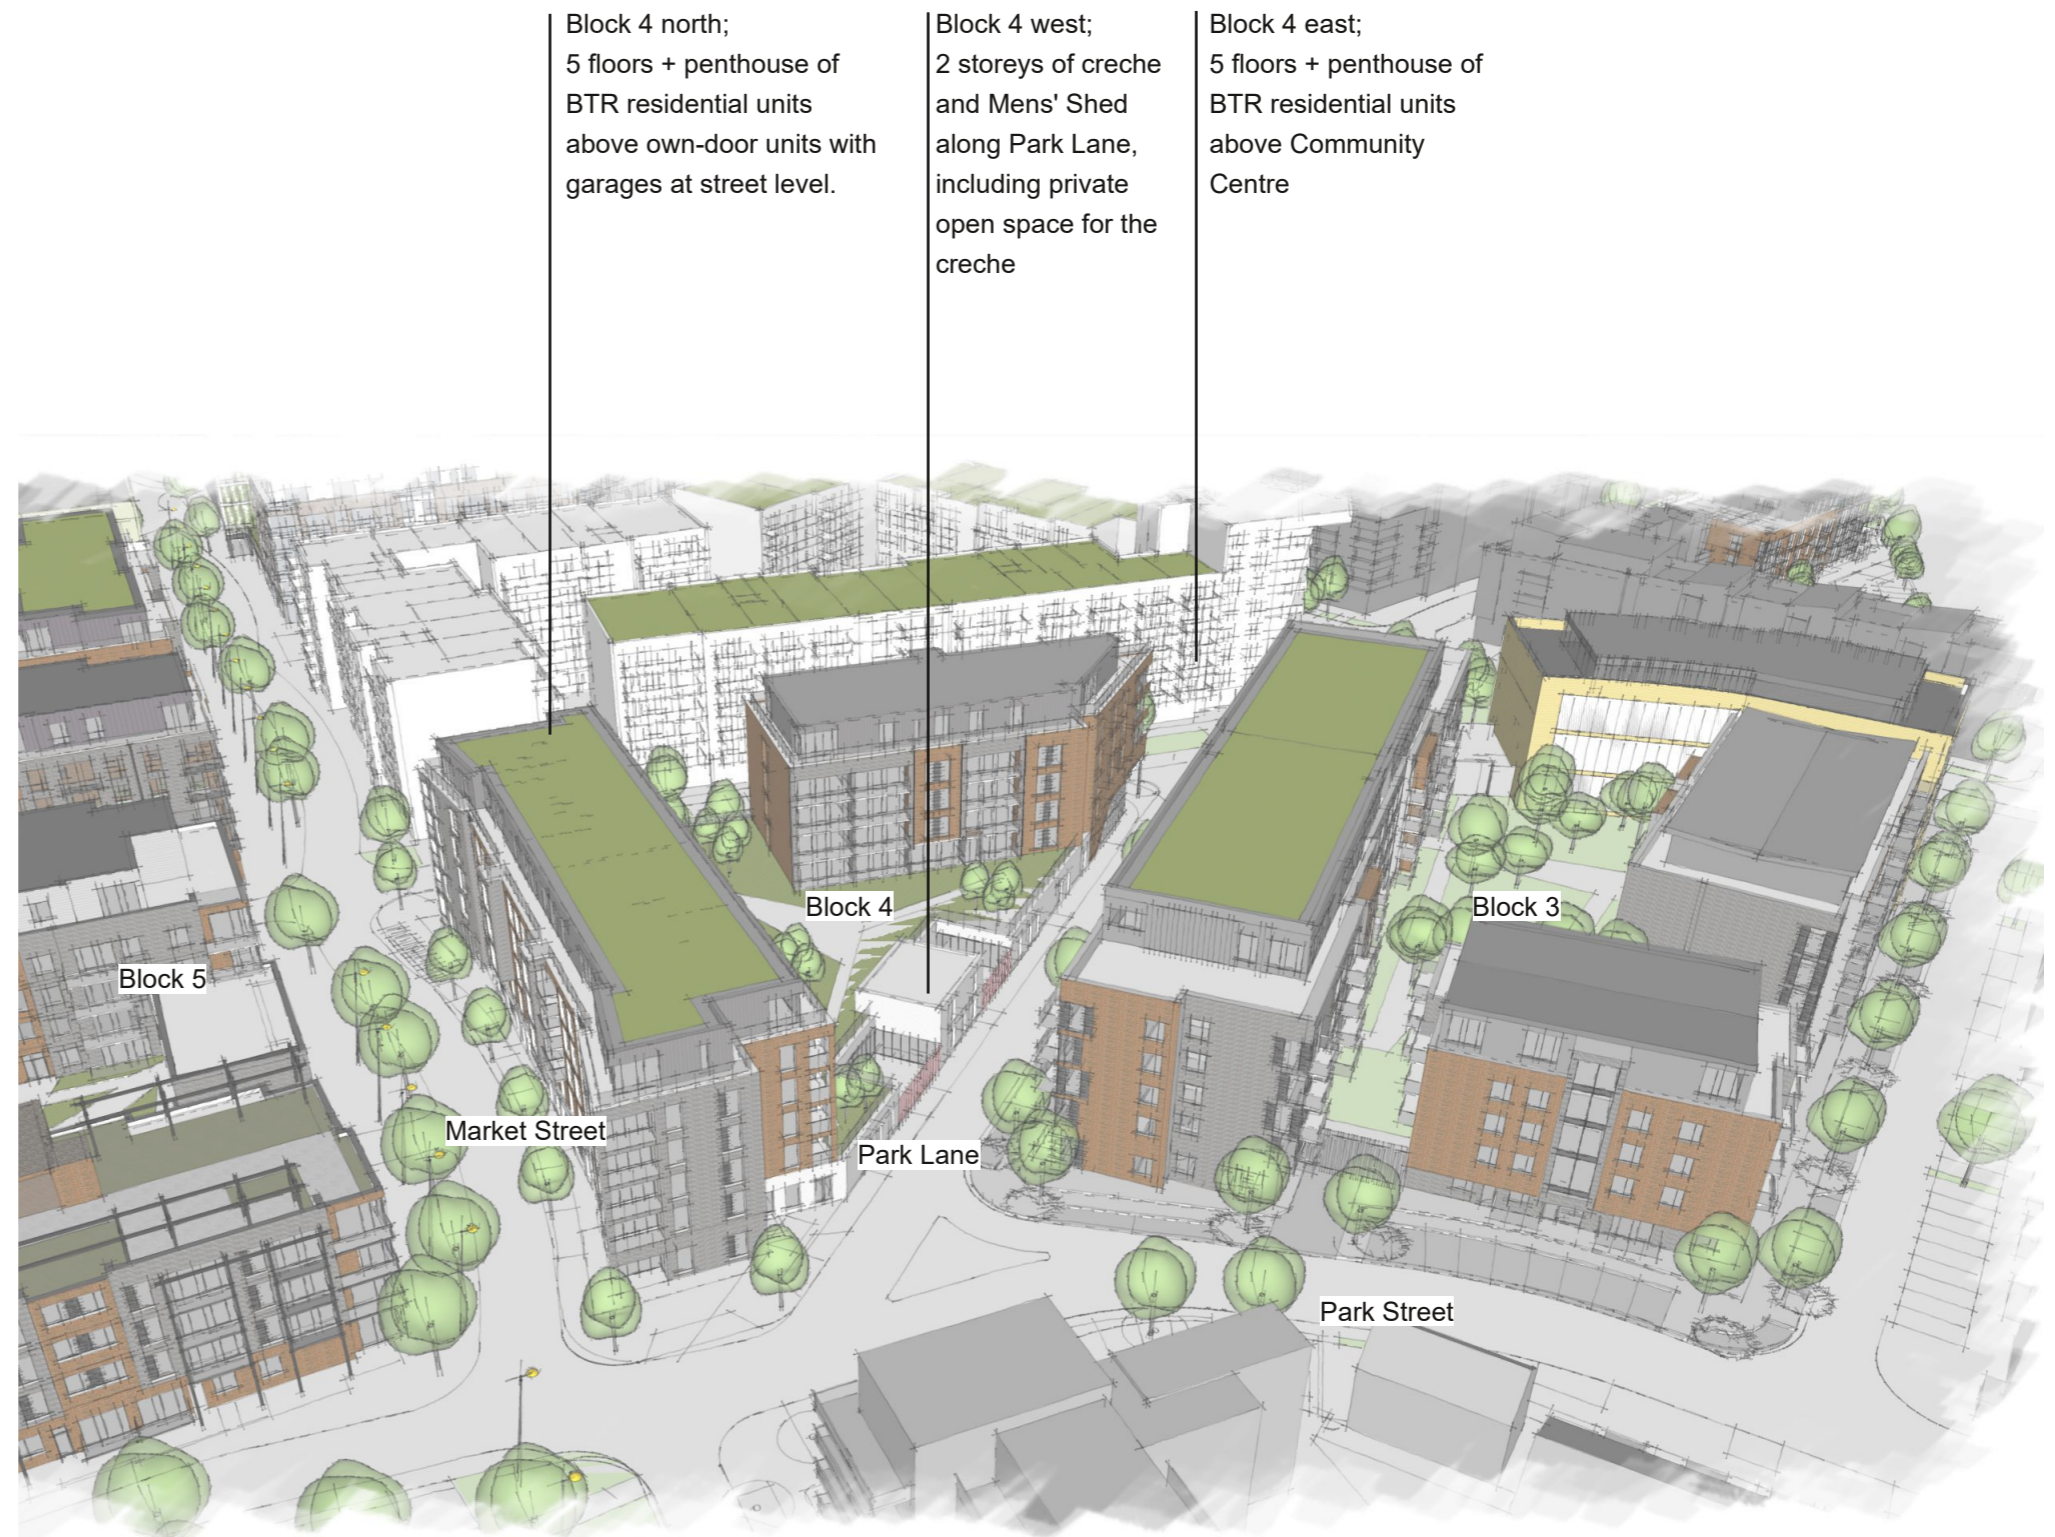 Block 4 north;
5 floors + penthouse of
BTR residential units
above own-door units with
garages at street level.
Block 4 west;
2 storeys of creche
and Mens' Shed
along Park Lane,
including private
open space for the
creche
Block 4 east;
5 floors + penthouse of
BTR residential units
above Community
Centre
Block 4
Block 3
Block 5
Market Street
Park Lane
Park Street